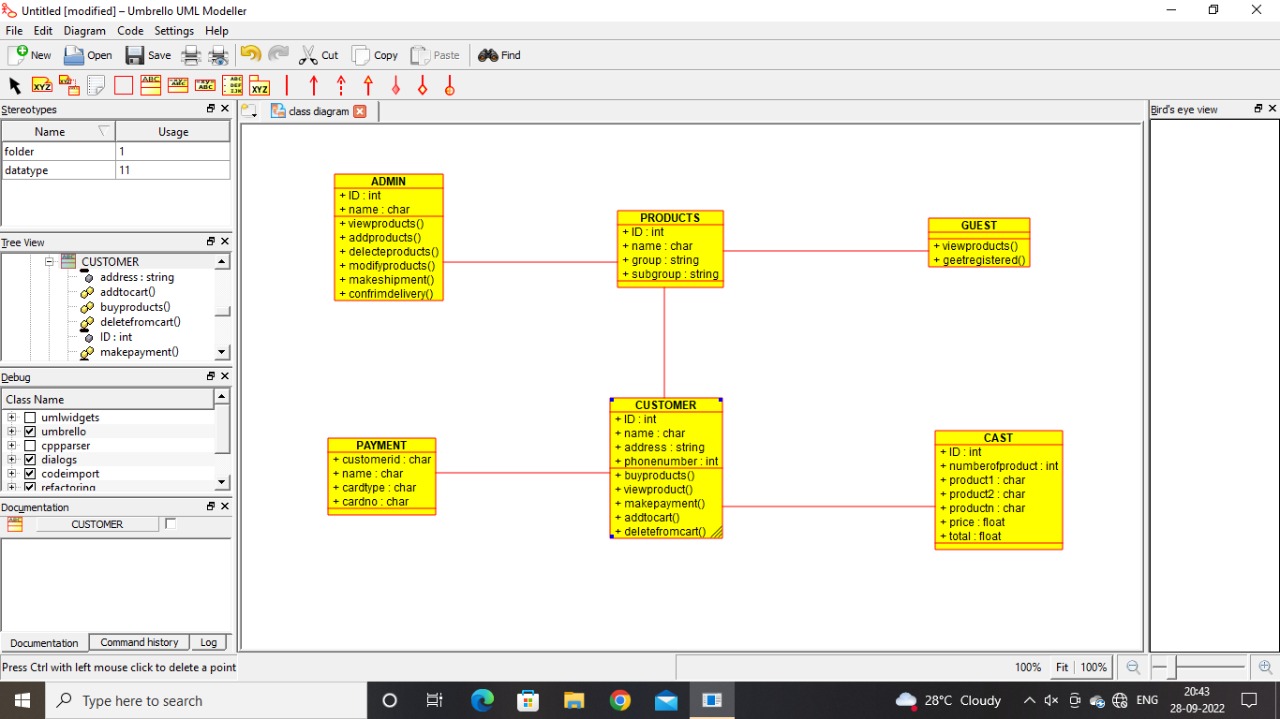 Untitled [modified] – Umbrello UML Modeller
File Edit Diagram Code Settings Help
New Open Save Cut Copy Paste Find
Stereotypes
Name Usage
folder 1
datatype 11
Tree View
CUSTOMER
address : string
addtocart()
buyproducts()
deletefromcart()
ID : int
makepayment()
Debug
Class Name
umlwidgets
umbrello
cppparser
dialogs
codeimport
refactoring
Documentation
CUSTOMER
Documentation Command history Log
class diagram
ADMIN
+ ID : int
+ name : char
+ viewproducts()
+ addproducts()
+ delecteproducts()
+ modifyproducts()
+ makeshipment()
+ confrimdelivery()
PRODUCTS
+ ID : int
+ name : char
+ group : string
+ subgroup : string
GUEST
+ viewproducts()
+ geetregistered()
PAYMENT
+ customerid : char
+ name : char
+ cardtype : char
+ cardno : char
CUSTOMER
+ ID : int
+ name : char
+ address : string
+ phonenumber : int
+ buyproducts()
+ viewproduct()
+ makepayment()
+ addtocart()
+ deletefromcart()
CAST
+ ID : int
+ numberofproduct : int
+ product1 : char
+ product2 : char
+ productn : char
+ price : float
+ total : float
Bird's eye view
Press Ctrl with left mouse click to delete a point
100% Fit 100%
Type here to search
28°C Cloudy
ENG
20:43
28-09-2022